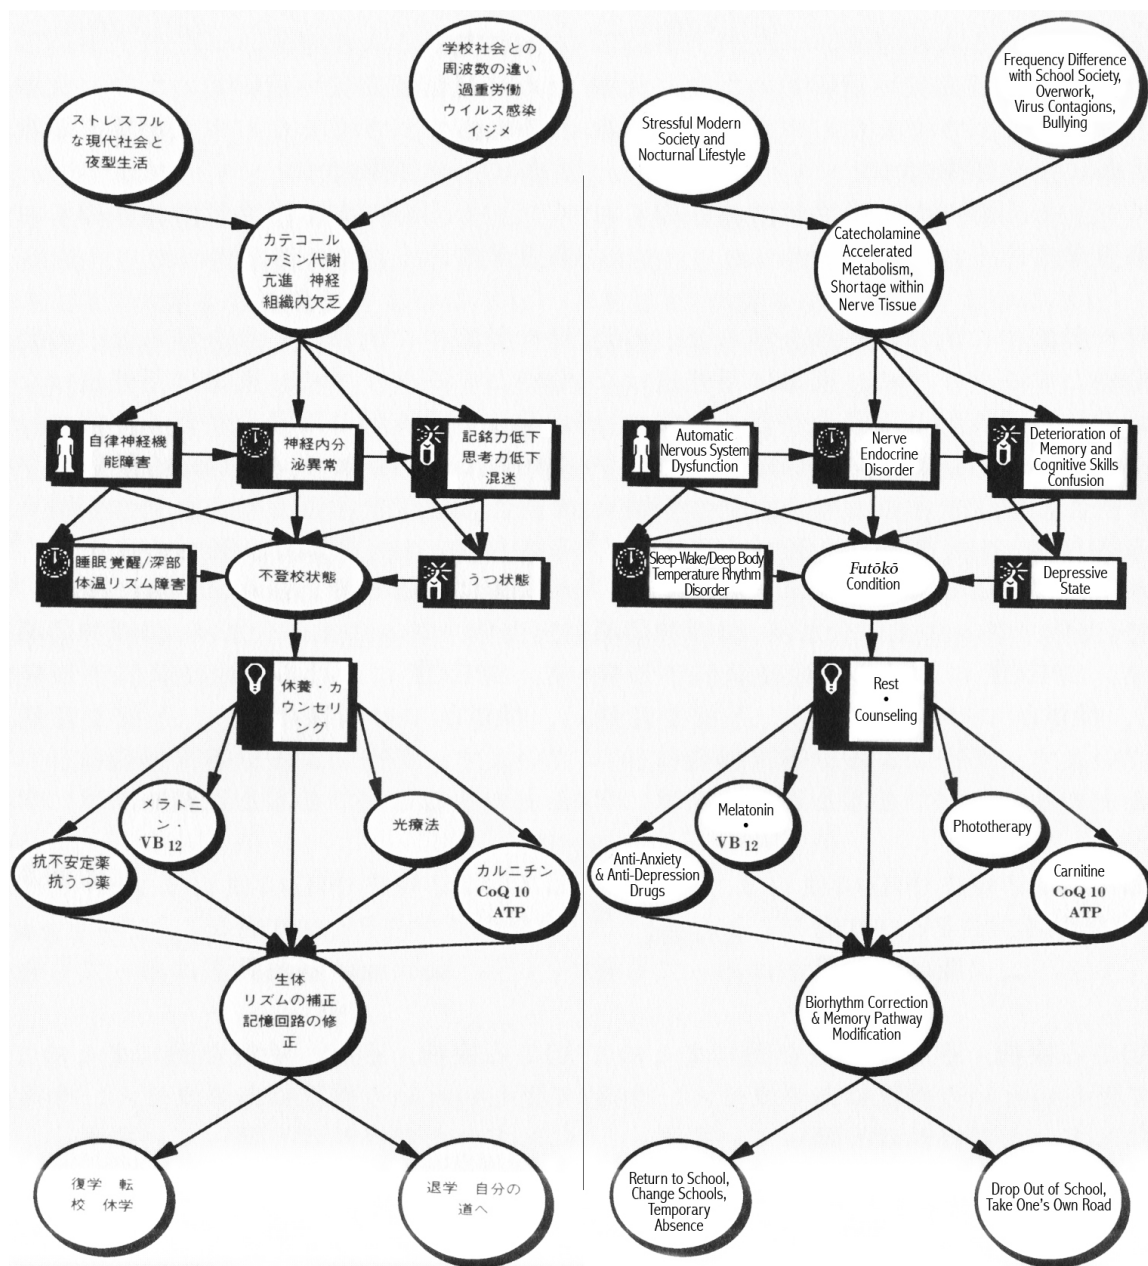 学校社会との
周波数の違い
過重労働
ウイルス感染
イジメ
ストレスフル
な現代社会と
夜型生活
カテコール
アミン代謝
亢進　神経
組織内欠乏
自律神経機
能障害
神経内分
泌異常
記銘力低下
思考力低下
混迷
睡眠覚醒/深部
体温リズム障害
不登校状態
うつ状態
休養・カ
ウンセリ
ング
メラトニ
ン・
VB 12
光療法
抗不安定薬
抗うつ薬
カルニチン
CoQ 10
ATP
生体
リズムの補正
記憶回路の修
正
復学　転
校　休学
退学　自分の
道へ
Frequency Difference
with School Society,
Overwork,
Virus Contagions,
Bullying
Stressful Modern
Society and
Nocturnal Lifestyle
Catecholamine
Accelerated
Metabolism,
Shortage within
Nerve Tissue
Automatic
Nervous System
Dysfunction
Nerve
Endocrine
Disorder
Deterioration of
Memory and
Cognitive Skills
Confusion
Sleep-Wake/Deep Body
Temperature Rhythm
Disorder
Futōkō
Condition
Depressive
State
Rest
•
Counseling
Melatonin
•
VB 12
Phototherapy
Anti-Anxiety
& Anti-Depression
Drugs
Carnitine
CoQ 10
ATP
Biorhythm Correction
& Memory Pathway
Modification
Return to School,
Change Schools,
Temporary
Absence
Drop Out of School,
Take One's Own Road